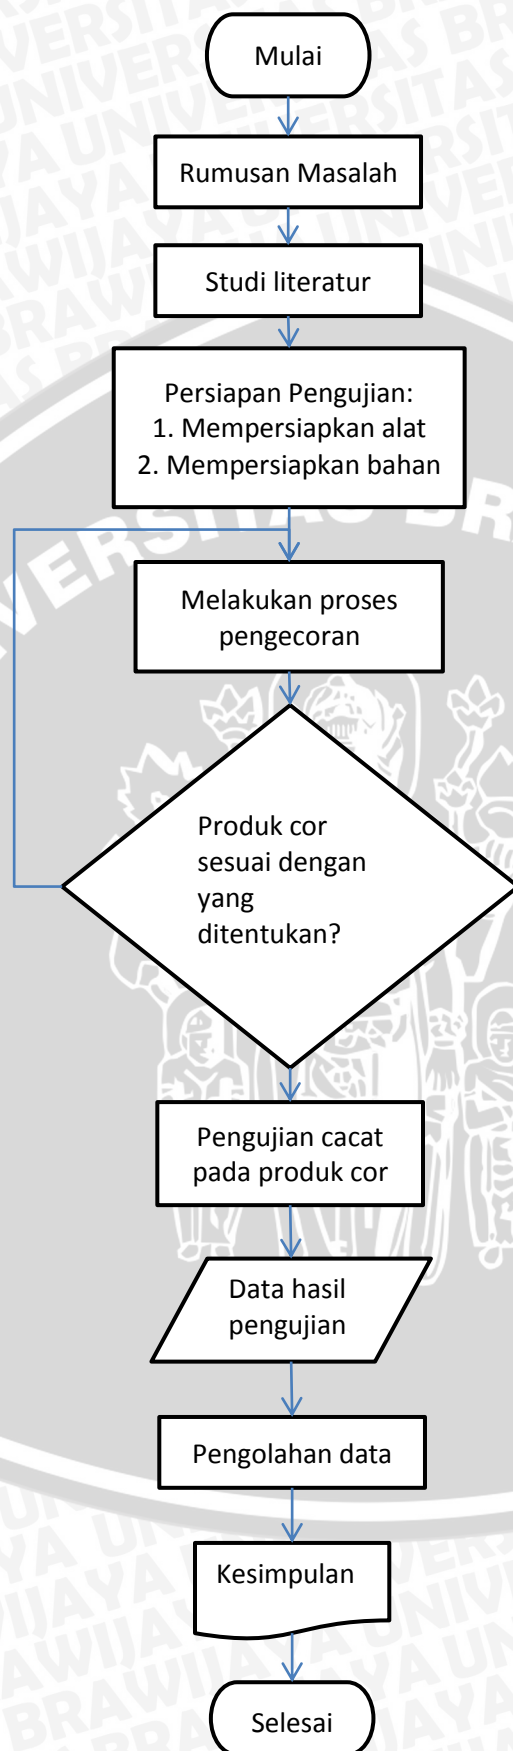 Mulai
Rumusan Masalah
Studi literatur
Persiapan Pengujian:
1. Mempersiapkan alat
2. Mempersiapkan bahan
Melakukan proses
pengecoran
Produk cor
sesuai dengan
yang
ditentukan?
Pengujian cacat
pada produk cor
Data hasil
pengujian
Pengolahan data
Kesimpulan
Selesai